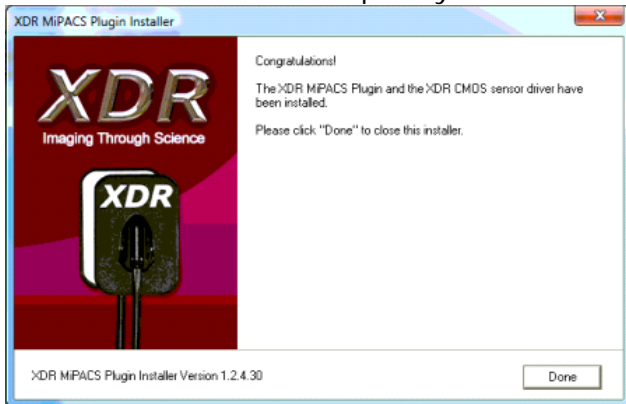 XDR MiPACS Plugin Installer
XDR
Imaging Through Science
XDR
Congratulations!
The XDR MiPACS Plugin and the XDR CMOS sensor driver have
been installed.
Please click "Done" to close this installer.
XDR MiPACS Plugin Installer Version 1.2.4.30
Done